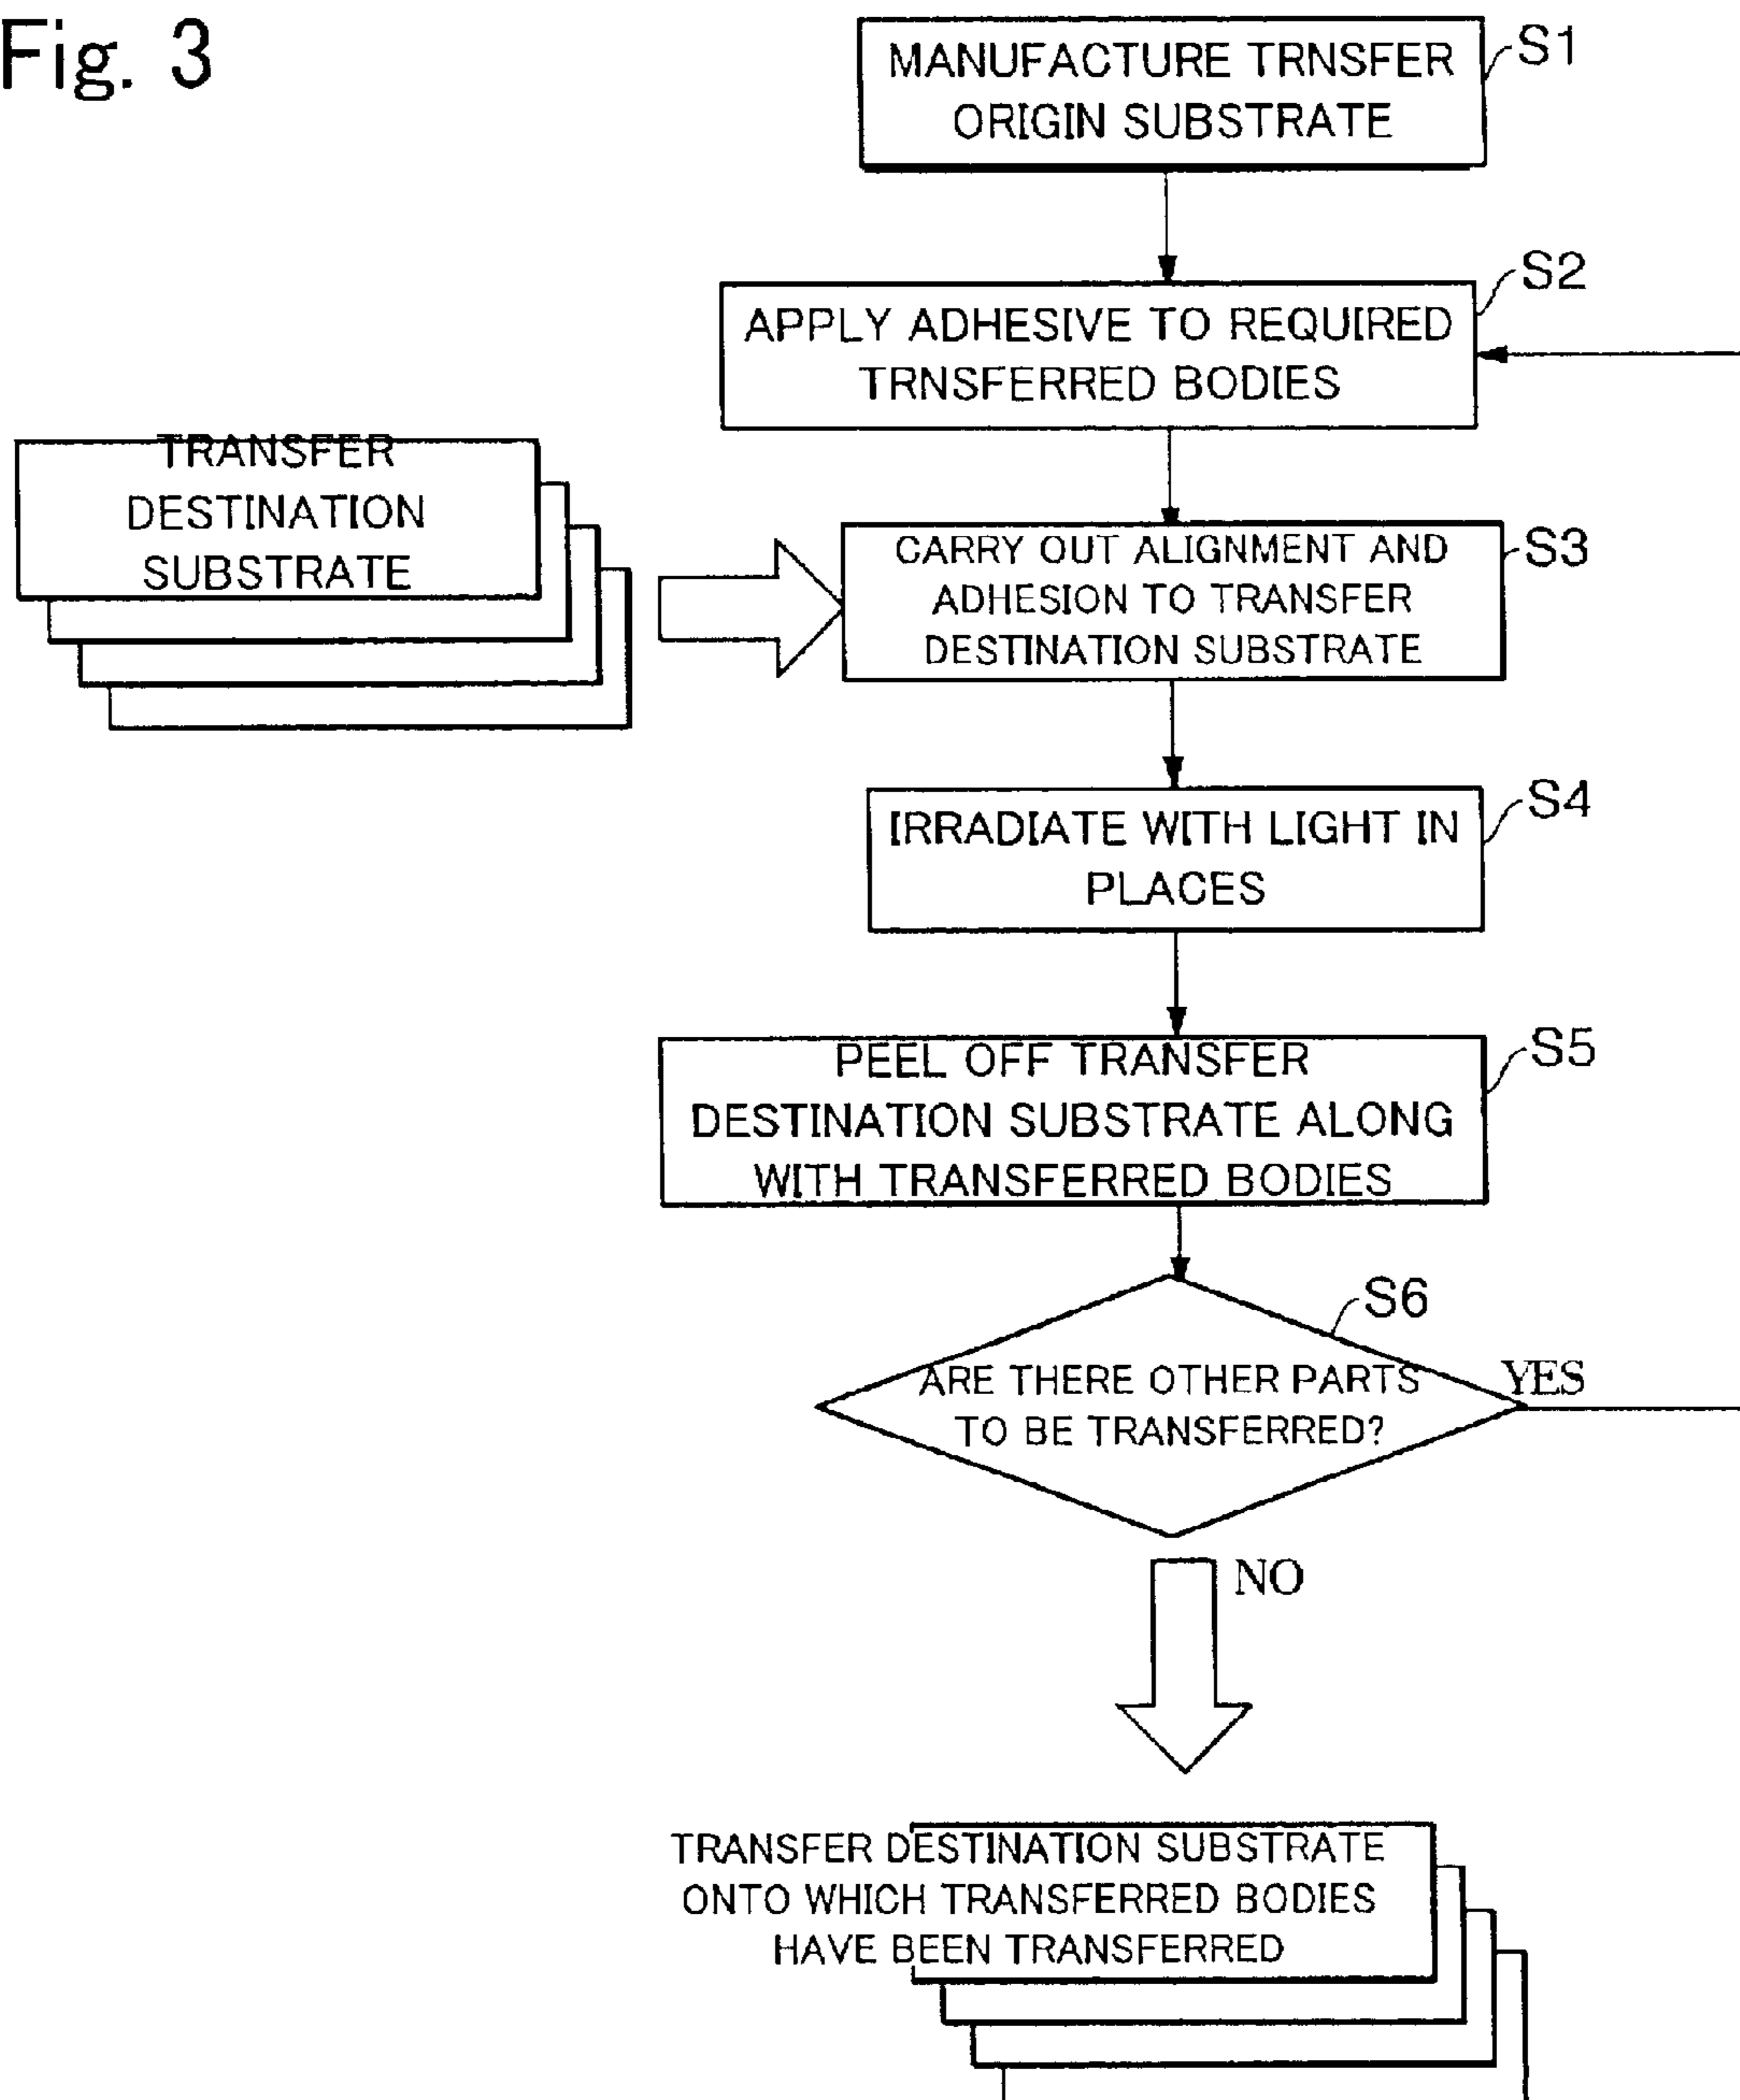 Fig. 3
MANUFACTURE TRNSFER
ORIGIN SUBSTRATE
S1
APPLY ADHESIVE TO REQUIRED
TRNSFERRED BODIES
S2
TRANSFER
DESTINATION
SUBSTRATE
CARRY OUT ALIGNMENT AND
ADHESION TO TRANSFER
DESTINATION SUBSTRATE
S3
IRRADIATE WITH LIGHT IN
PLACES
S4
PEEL OFF TRANSFER
DESTINATION SUBSTRATE ALONG
WITH TRANSFERRED BODIES
S5
ARE THERE OTHER PARTS
TO BE TRANSFERRED?
S6
YES
NO
TRANSFER DESTINATION SUBSTRATE
ONTO WHICH TRANSFERRED BODIES
HAVE BEEN TRANSFERRED